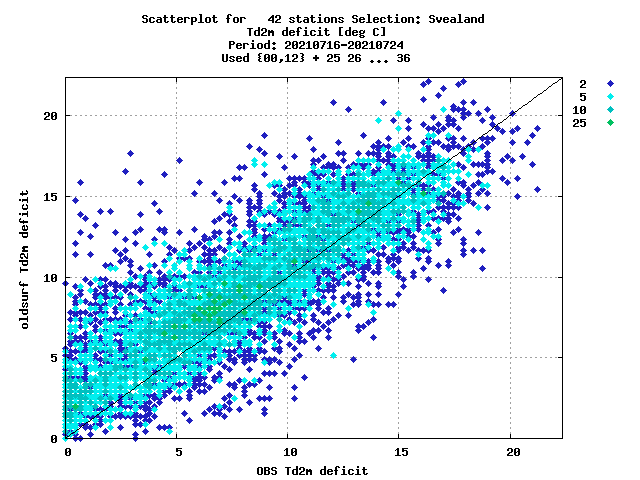 Scatterplot for   42 stations Selection: Svealand
Td2m deficit [deg C]
Period: 20210716-20210724
Used {00,12} + 25 26 ... 36
2
5
10
25
20
15
10
5
0
oldsurf Td2m deficit
0 5 10 15 20
OBS Td2m deficit